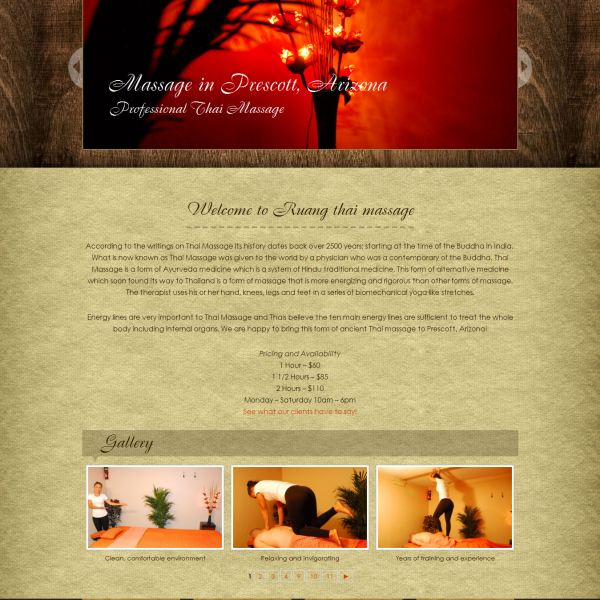 Massage in Prescott, Arizona
Professional Thai Massage
Welcome to Ruang thai massage
According to the writings on Thai Massage its history dates back over 2500 years; starting at the time of the Buddha in India.
What is now known as Thai Massage was given to the world by a physician who was a contemporary of the Buddha. Thai
Massage is a form of Ayurveda medicine which is a system of Hindu traditional medicine. This form of alternative medicine
which soon found its way to Thailand is a form of massage that is more energizing and rigorous than other forms of massage.
The therapist uses his or her hand, knees, legs and feet in a series of biomechanical yoga-like stretches.
Energy lines are very important to Thai Massage and Thais believe the ten main energy lines are sufficient to treat the whole
body including internal organs. We are happy to bring this form of ancient Thai massage to Prescott, Arizona!
Pricing and Availability
1 Hour – $60
1 1/2 Hours – $85
2 Hours – $110
Monday – Saturday 10am – 6pm
See what our clients have to say!
Gallery
Clean, comfortable environment
Relaxing and invigorating
Years of training and experience
1 2 3 4 9 10 11 ►